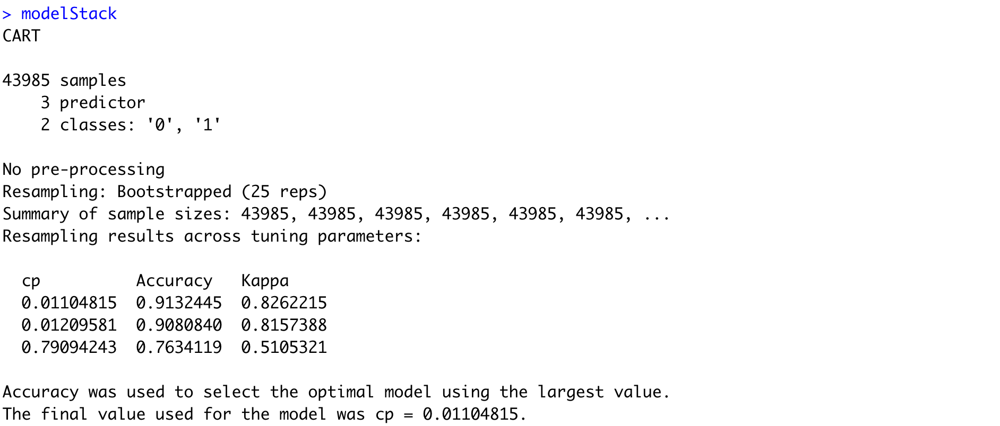 > modelStack
CART

43985 samples
    3 predictor
    2 classes: '0', '1'

No pre-processing
Resampling: Bootstrapped (25 reps)
Summary of sample sizes: 43985, 43985, 43985, 43985, 43985, 43985, ...
Resampling results across tuning parameters:

  cp          Accuracy   Kappa
  0.01104815  0.9132445  0.8262215
  0.01209581  0.9080840  0.8157388
  0.79094243  0.7634119  0.5105321

Accuracy was used to select the optimal model using the largest value.
The final value used for the model was cp = 0.01104815.